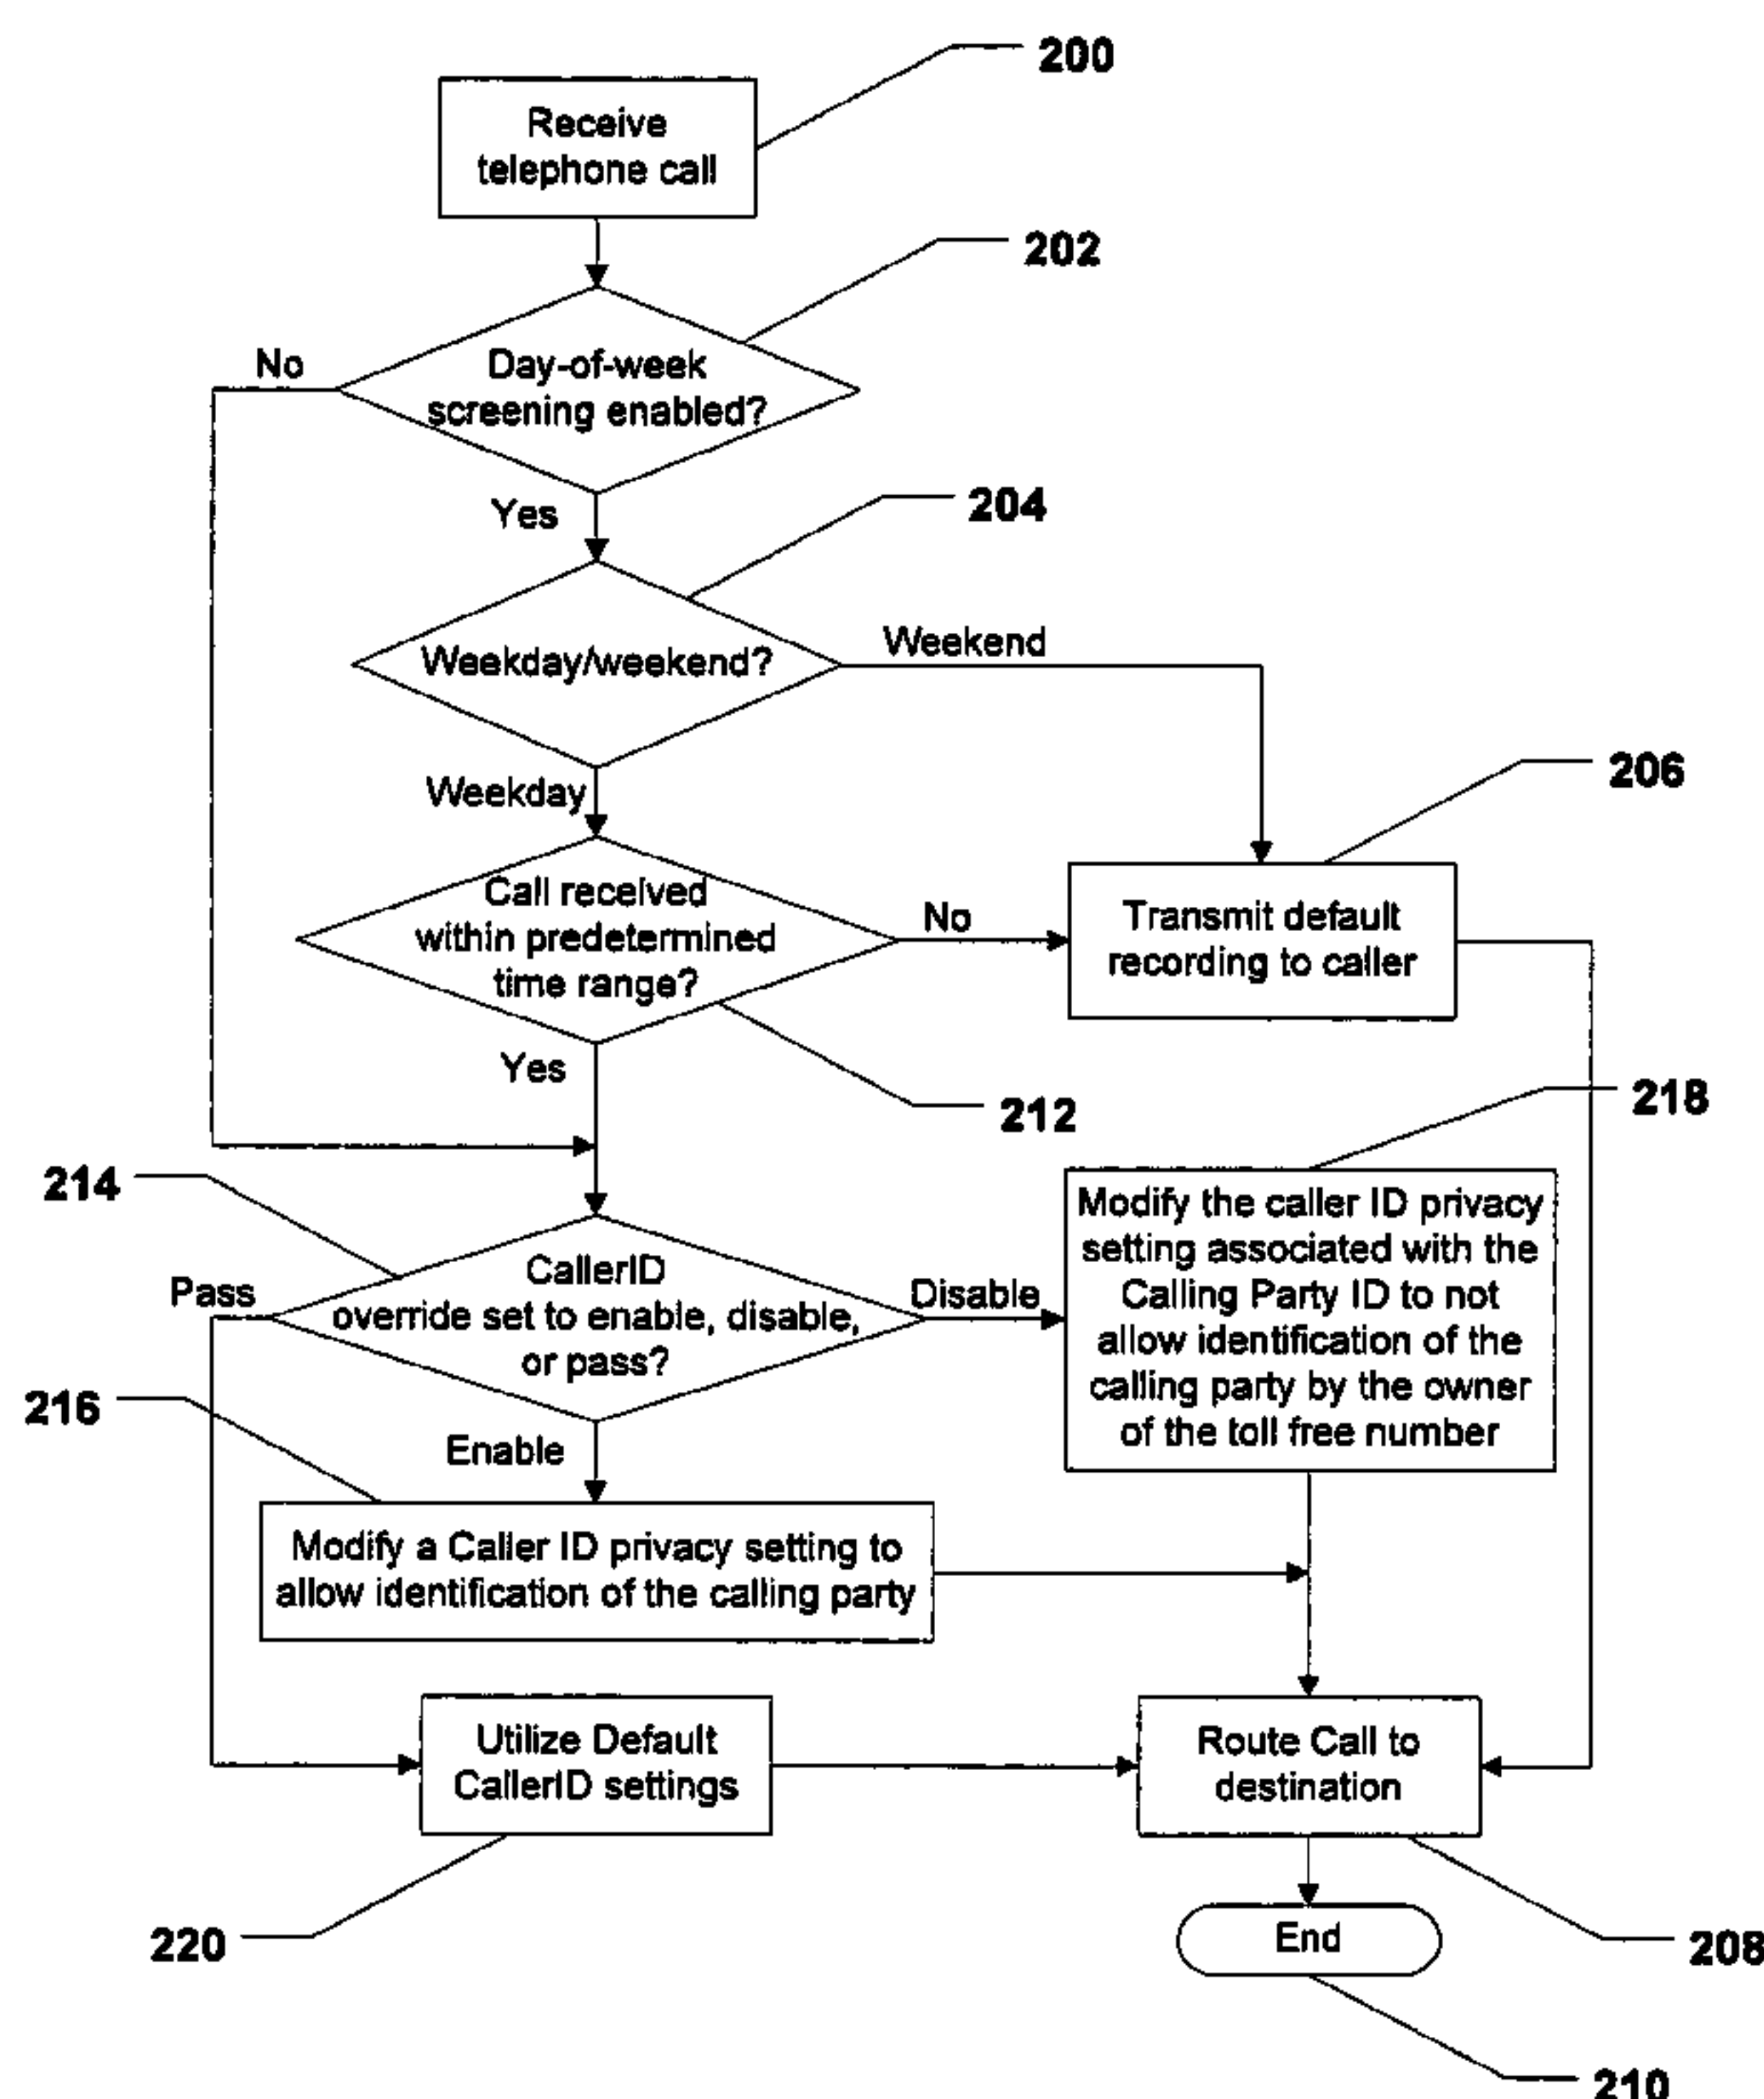 200
Receive
telephone call
202
No
Day-of-week
screening enabled?
Yes
204
Weekday/weekend?
Weekend
Weekday
206
Call received
within predetermined
time range?
No
Transmit default
recording to caller
Yes
212
218
214
Modify the caller ID privacy
setting associated with the
Calling Party ID to not
allow identification of the
calling party by the owner
of the toll free number
Pass
CallerID
override set to enable, disable,
or pass?
Disable
216
Enable
Modify a Caller ID privacy setting to
allow identification of the calling party
Utilize Default
CallerID settings
Route Call to
destination
220
End
208
210